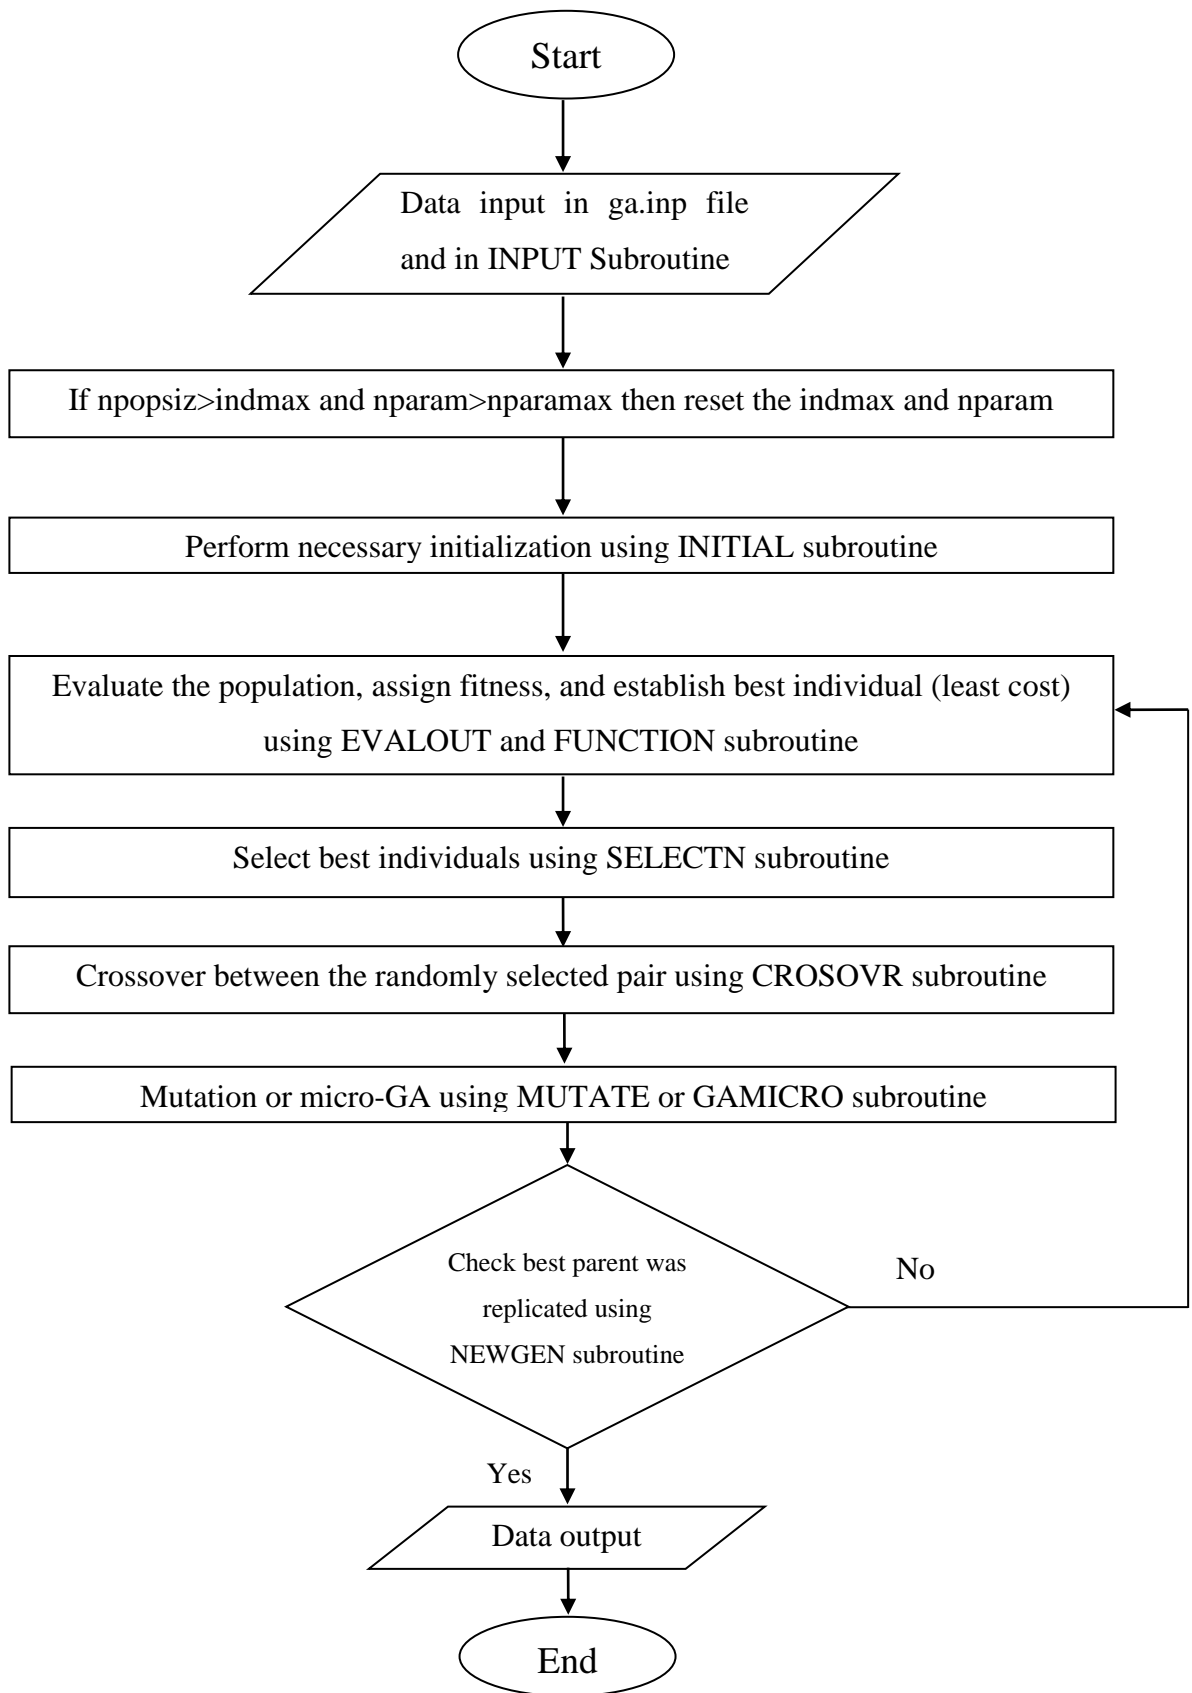 Start
Data input in ga.inp file
and in INPUT Subroutine
If npopsiz>indmax and nparam>nparamax then reset the indmax and nparam
Perform necessary initialization using INITIAL subroutine
Evaluate the population, assign fitness, and establish best individual (least cost)
using EVALOUT and FUNCTION subroutine
Select best individuals using SELECTN subroutine
Crossover between the randomly selected pair using CROSOVR subroutine
Mutation or micro-GA using MUTATE or GAMICRO subroutine
Check best parent was
replicated using
NEWGEN subroutine
No
Yes
Data output
End